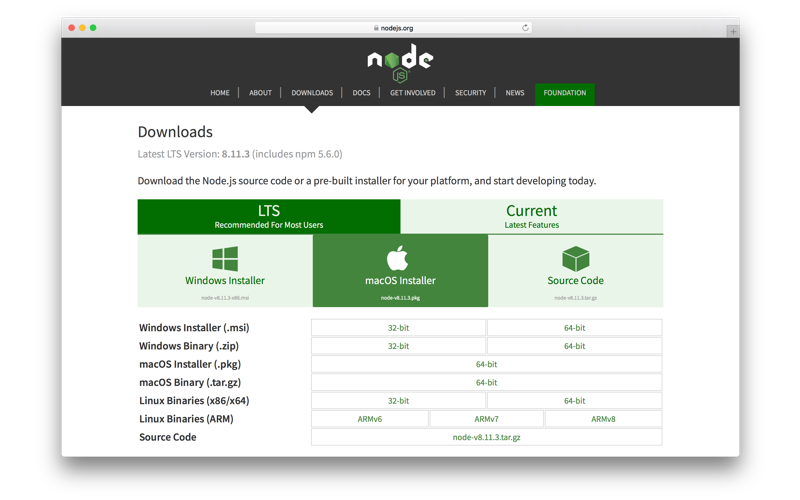 nodejs.org
node
JS
HOME ABOUT DOWNLOADS DOCS GET INVOLVED SECURITY NEWS FOUNDATION
Downloads
Latest LTS Version: 8.11.3 (includes npm 5.6.0)
Download the Node.js source code or a pre-built installer for your platform, and start developing today.
LTS Current
Recommended For Most Users Latest Features
Windows Installer macOS Installer Source Code
node-v8.11.3-x86.msi node-v8.11.3.pkg node-v8.11.3.tar.gz
Windows Installer (.msi) 32-bit 64-bit
Windows Binary (.zip) 32-bit 64-bit
macOS Installer (.pkg) 64-bit
macOS Binary (.tar.gz) 64-bit
Linux Binaries (x86/x64) 32-bit 64-bit
Linux Binaries (ARM) ARMv6 ARMv7 ARMv8
Source Code node-v8.11.3.tar.gz